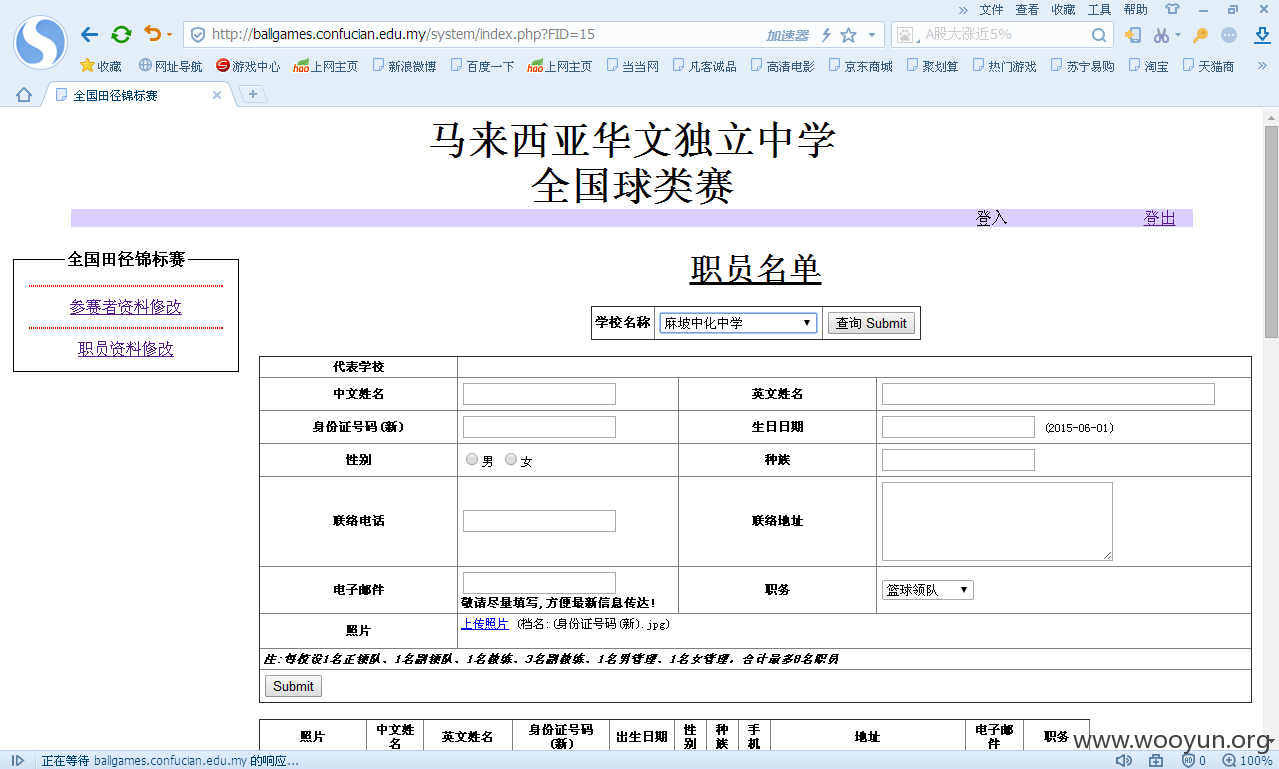 » 文件 查看 收藏 工具 帮助
http://ballgames.confucian.edu.my/system/index.php?FID=15 加速器 A股大涨近5%
收藏 网址导航 游戏中心 上网主页 新浪微博 百度一下 上网主页 当当网 凡客诚品 高清电影 京东商城 聚划算 热门游戏 苏宁易购 淘宝 天猫商 »
全国田径锦标赛
马来西亚华文独立中学
全国球类赛
登入 登出
全国田径锦标赛
参赛者资料修改
职员资料修改
职员名单
学校名称 麻坡中化中学 查询 Submit
代表学校
中文姓名 英文姓名
身份证号码(新) 生日日期 (2015-06-01)
性别 男 女 种族
联络电话 联络地址
电子邮件 敬请尽量填写,方便最新信息传达! 职务 篮球领队
照片 上传照片 (档名:(身份证号码(新).jpg)
注:每校设1名正领队、1名副领队、1名教练、3名副教练、1名男管理、1名女管理。合计最多8名职员
Submit
照片 中文姓名 英文姓名 身份证号码(新) 出生日期 性别 种族 手机 地址 电子邮件 职务
www.wooyun.org
正在等待 ballgames.confucian.edu.my 的响应... 0 100%